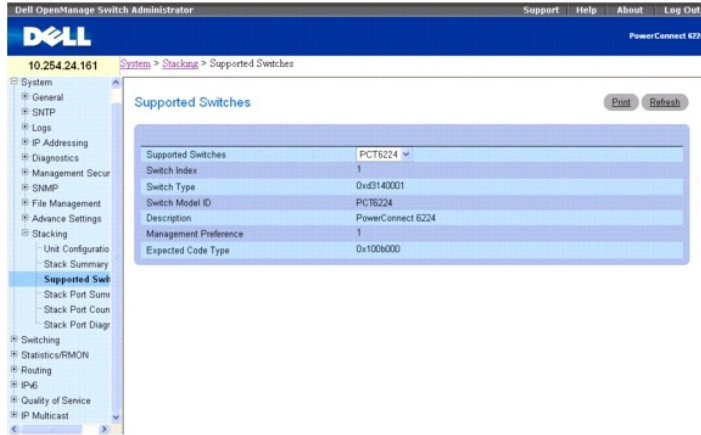 Dell OpenManage Switch Administrator
Support Help About Log Out
DELL
PowerConnect 622
10.254.24.161
System > Stacking > Supported Switches
System
General
SNTP
Logs
IP Addressing
Diagnostics
Management Secur
SNMP
File Management
Advance Settings
Stacking
Unit Configuratio
Stack Summary
Supported Swit
Stack Port Sum
Stack Port Coun
Stack Port Diagr
Switching
Statistics/RMON
Routing
IPv6
Quality of Service
IP Multicast
Supported Switches
Print Refresh
Supported Switches PCT6224
Switch Index 1
Switch Type 0xd3140001
Switch Model ID PCT6224
Description PowerConnect 6224
Management Preference 1
Expected Code Type 0x100b000